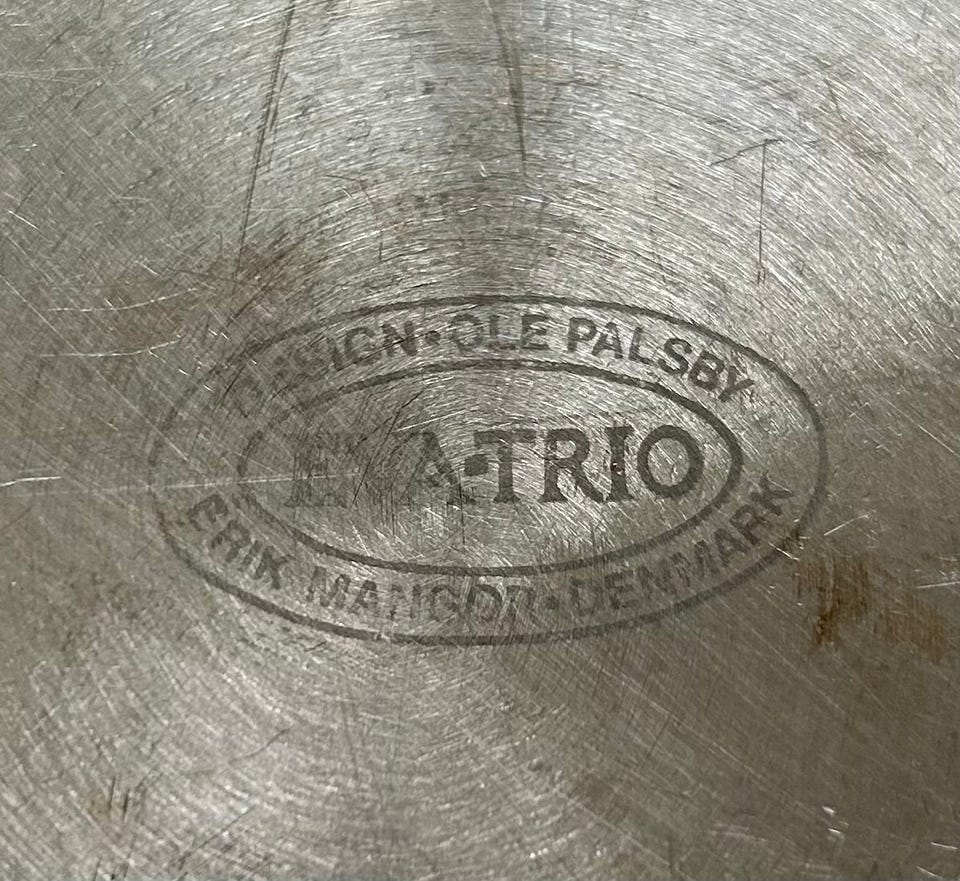 DESIGN·OLE PALSBY
EVA·TRIO
ERIK MANGOR·DENMARK